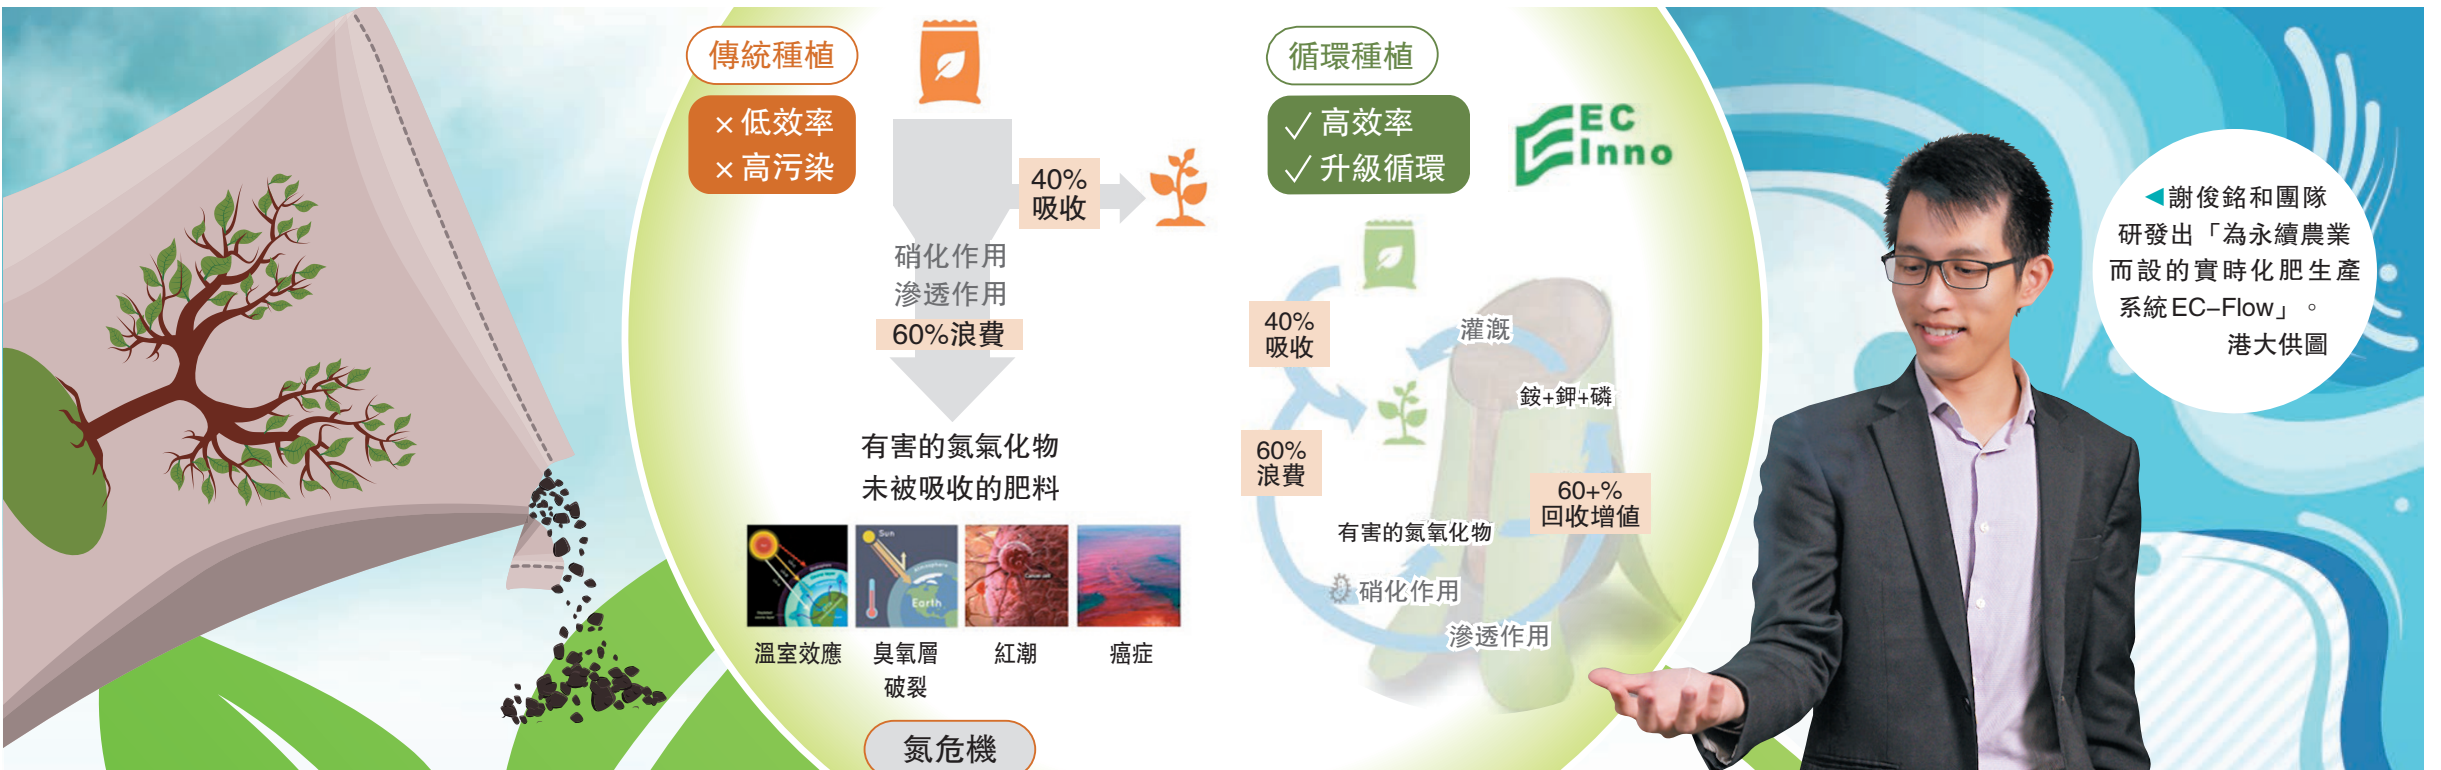 傳統種植
×低效率
×高污染
40%
吸收
硝化作用
滲透作用
60%浪費
有害的氮氣化物
未被吸收的肥料
Sun
Atmosphere
Earth
Cancer cell
溫室效應
臭氧層
破裂
紅潮
癌症
氮危機
循環種植
✓高效率
✓升級循環
EC
Inno
40%
吸收
灌溉
銨+鉀+磷
60%
浪費
60+%
回收增值
有害的氮氧化物
硝化作用
滲透作用
◀謝俊銘和團隊
研發出「為永續農業
而設的實時化肥生產
系統EC–Flow」。
港大供圖